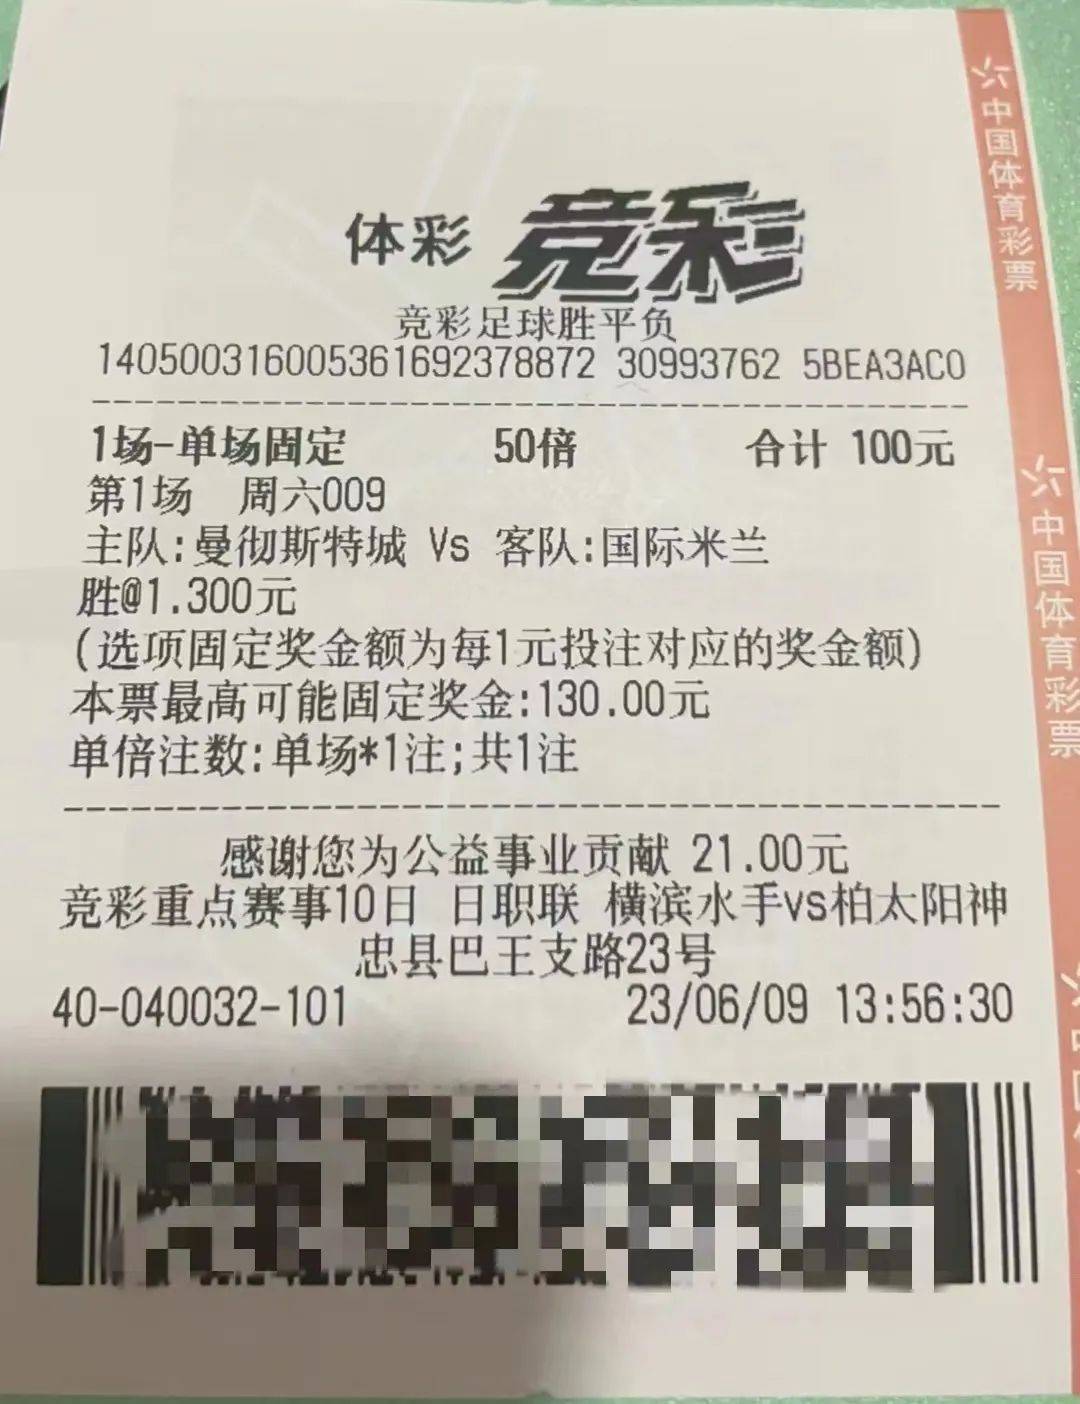 体彩 竞彩
竞彩足球胜平负
140500316005361692378872 30993762 5BEA3AC0
1场-单场固定 50倍 合计 100元
第1场 周六009
主队:曼彻斯特城 Vs 客队:国际米兰
胜@1.300元
(选项固定奖金额为每1元投注对应的奖金额)
本票最高可能固定奖金:130.00元
单倍注数:单场*1注;共1注
感谢您为公益事业贡献 21.00元
竞彩重点赛事10日 日职联 横滨水手vs柏太阳神
忠县巴王支路23号
40-040032-101 23/06/09 13:56:30
中国体育彩票
中国体育彩票
中国